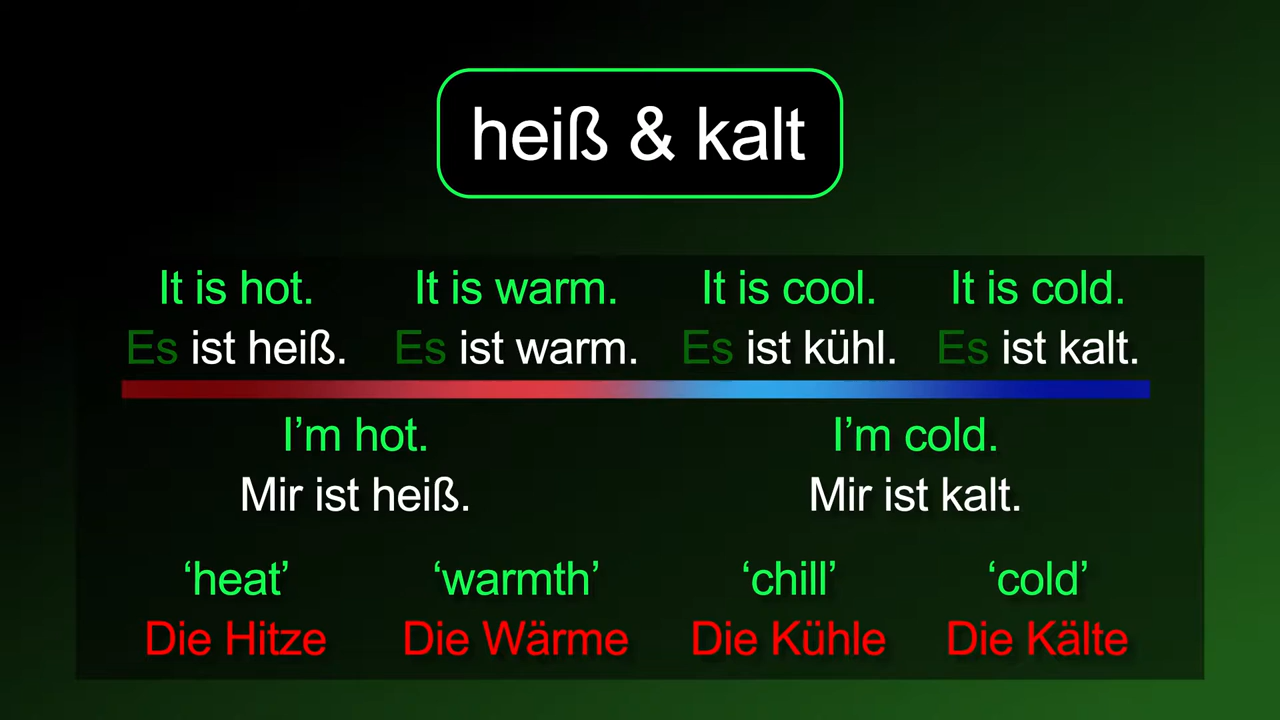 heiß & kalt
It is hot. It is warm. It is cool. It is cold.
Es ist heiß. Es ist warm. Es ist kühl. Es ist kalt.
I’m hot. I’m cold.
Mir ist heiß. Mir ist kalt.
‘heat’ ‘warmth’ ‘chill’ ‘cold’
Die Hitze Die Wärme Die Kühle Die Kälte